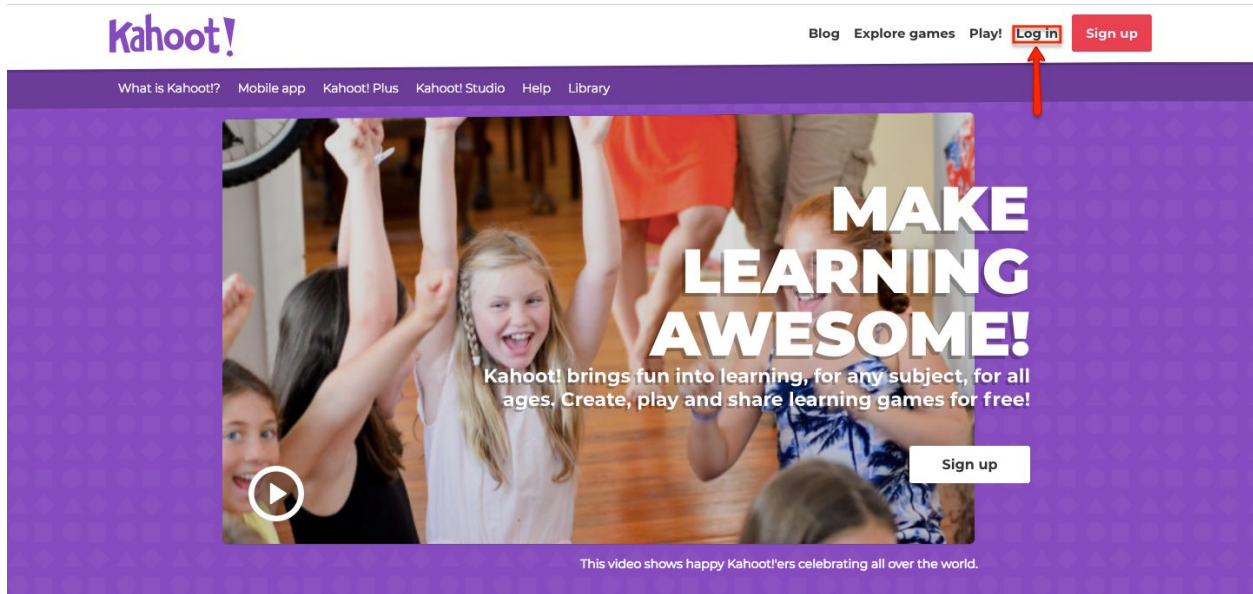 Kahoot!
Blog Explore games Play! Log in Sign up
What is Kahoot!? Mobile app Kahoot! Plus Kahoot! Studio Help Library
MAKE
LEARNING
AWESOME!
Kahoot! brings fun into learning, for any subject, for all
ages. Create, play and share learning games for free!
Sign up
This video shows happy Kahoot!'ers celebrating all over the world.